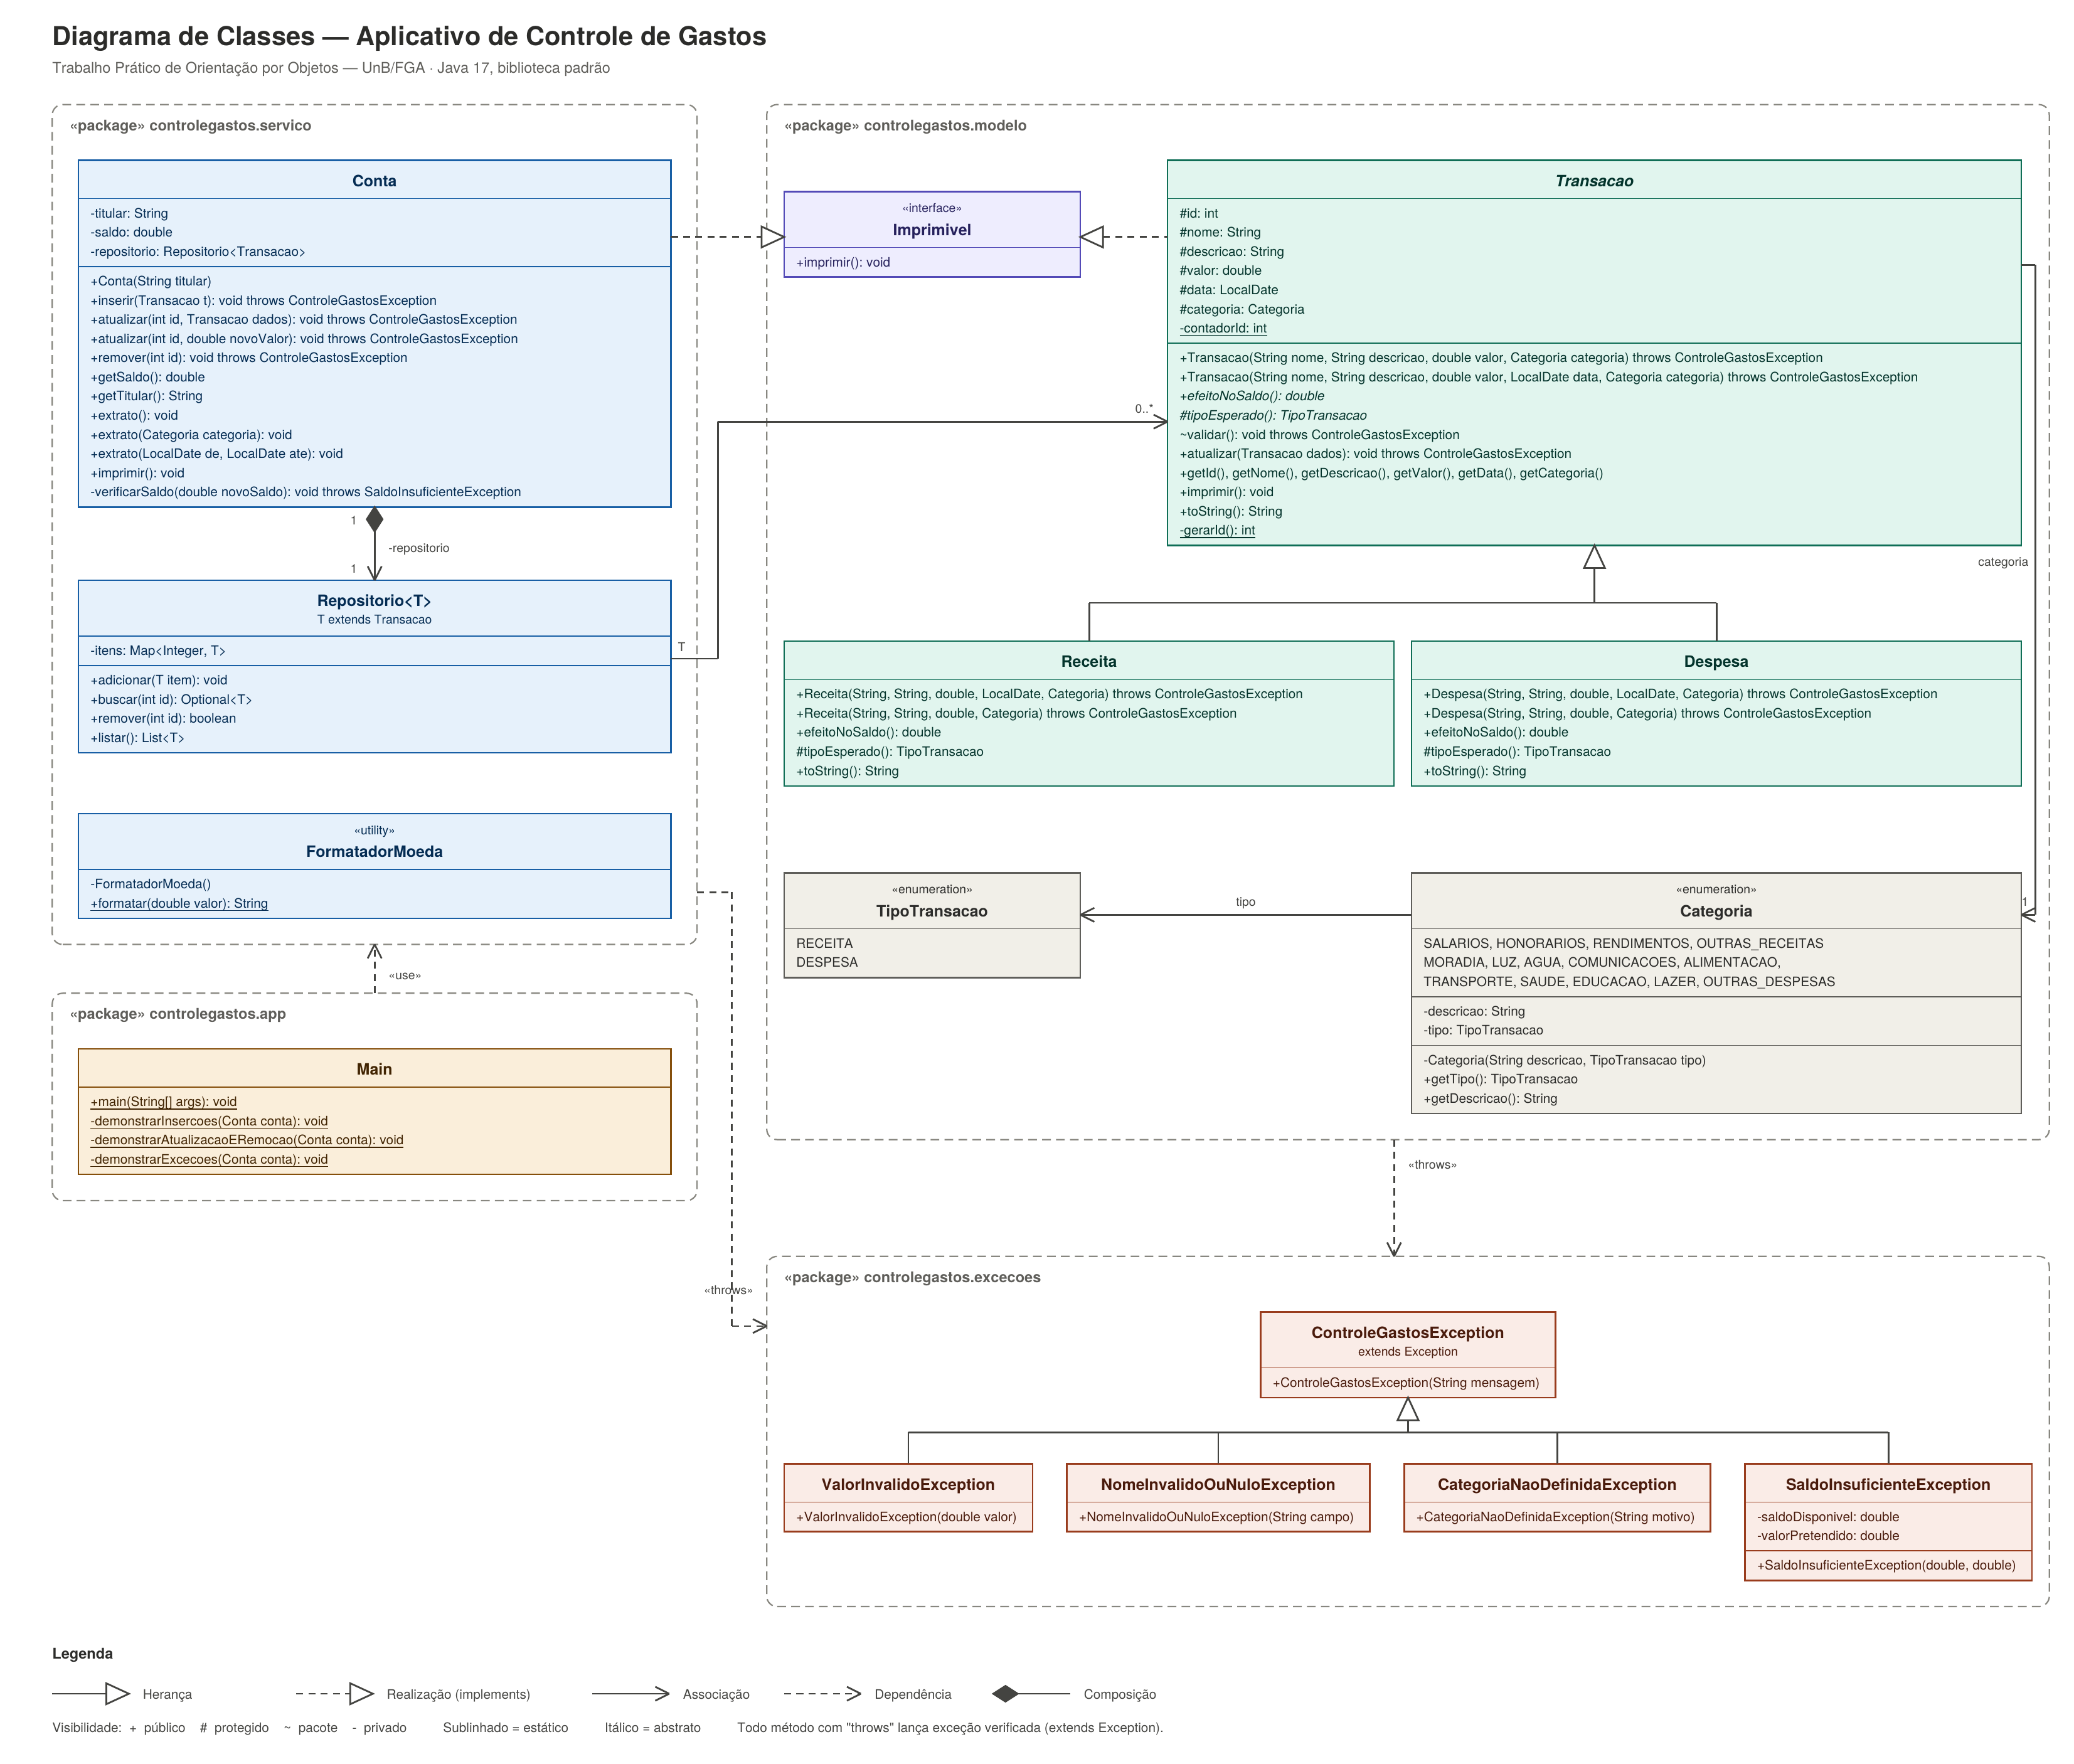 Diagrama de Classes — Aplicativo de Controle de Gastos
Trabalho Prático de Orientação por Objetos — UnB/FGA · Java 17, biblioteca padrão
«package» controlegastos.servico
Conta
-titular: String
-saldo: double
-repositorio: Repositorio<Transacao>
+Conta(String titular)
+inserir(Transacao t): void throws ControleGastosException
+atualizar(int id, Transacao dados): void throws ControleGastosException
+atualizar(int id, double novoValor): void throws ControleGastosException
+remover(int id): void throws ControleGastosException
+getSaldo(): double
+getTitular(): String
+extrato(): void
+extrato(Categoria categoria): void
+extrato(LocalDate de, LocalDate ate): void
+imprimir(): void
-verificarSaldo(double novoSaldo): void throws SaldoInsuficienteException
1
-repositorio
1
Repositorio<T>
T extends Transacao
-itens: Map<Integer, T>
+adicionar(T item): void
+buscar(int id): Optional<T>
+remover(int id): boolean
+listar(): List<T>
T
0..*
«utility»
FormatadorMoeda
-FormatadorMoeda()
+formatar(double valor): String
«use»
«package» controlegastos.app
Main
+main(String[] args): void
-demonstrarInsercoes(Conta conta): void
-demonstrarAtualizacaoERemocao(Conta conta): void
-demonstrarExcecoes(Conta conta): void
«package» controlegastos.modelo
«interface»
Imprimivel
+imprimir(): void
Transacao
#id: int
#nome: String
#descricao: String
#valor: double
#data: LocalDate
#categoria: Categoria
-contadorId: int
+Transacao(String nome, String descricao, double valor, Categoria categoria) throws ControleGastosException
+Transacao(String nome, String descricao, double valor, LocalDate data, Categoria categoria) throws ControleGastosException
+efeitoNoSaldo(): double
#tipoEsperado(): TipoTransacao
~validar(): void throws ControleGastosException
+atualizar(Transacao dados): void throws ControleGastosException
+getId(), getNome(), getDescricao(), getValor(), getData(), getCategoria()
+imprimir(): void
+toString(): String
-gerarId(): int
categoria
Receita
+Receita(String, String, double, LocalDate, Categoria) throws ControleGastosException
+Receita(String, String, double, Categoria) throws ControleGastosException
+efeitoNoSaldo(): double
#tipoEsperado(): TipoTransacao
+toString(): String
Despesa
+Despesa(String, String, double, LocalDate, Categoria) throws ControleGastosException
+Despesa(String, String, double, Categoria) throws ControleGastosException
+efeitoNoSaldo(): double
#tipoEsperado(): TipoTransacao
+toString(): String
«enumeration»
TipoTransacao
RECEITA
DESPESA
tipo
«enumeration»
Categoria
1
SALARIOS, HONORARIOS, RENDIMENTOS, OUTRAS_RECEITAS
MORADIA, LUZ, AGUA, COMUNICACOES, ALIMENTACAO,
TRANSPORTE, SAUDE, EDUCACAO, LAZER, OUTRAS_DESPESAS
-descricao: String
-tipo: TipoTransacao
-Categoria(String descricao, TipoTransacao tipo)
+getTipo(): TipoTransacao
+getDescricao(): String
«throws»
«throws»
«package» controlegastos.excecoes
ControleGastosException
extends Exception
+ControleGastosException(String mensagem)
ValorInvalidoException
+ValorInvalidoException(double valor)
NomeInvalidoOuNuloException
+NomeInvalidoOuNuloException(String campo)
CategoriaNaoDefinidaException
+CategoriaNaoDefinidaException(String motivo)
SaldoInsuficienteException
-saldoDisponivel: double
-valorPretendido: double
+SaldoInsuficienteException(double, double)
Legenda
Herança
Realização (implements)
Associação
Dependência
Composição
Visibilidade: + público # protegido ~ pacote - privado Sublinhado = estático Itálico = abstrato Todo método com "throws" lança exceção verificada (extends Exception).